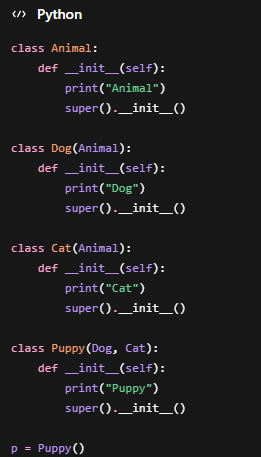 </> Python
class Animal:
    def __init__(self):
        print("Animal")
        super().__init__()

class Dog(Animal):
    def __init__(self):
        print("Dog")
        super().__init__()

class Cat(Animal):
    def __init__(self):
        print("Cat")
        super().__init__()

class Puppy(Dog, Cat):
    def __init__(self):
        print("Puppy")
        super().__init__()

p = Puppy()